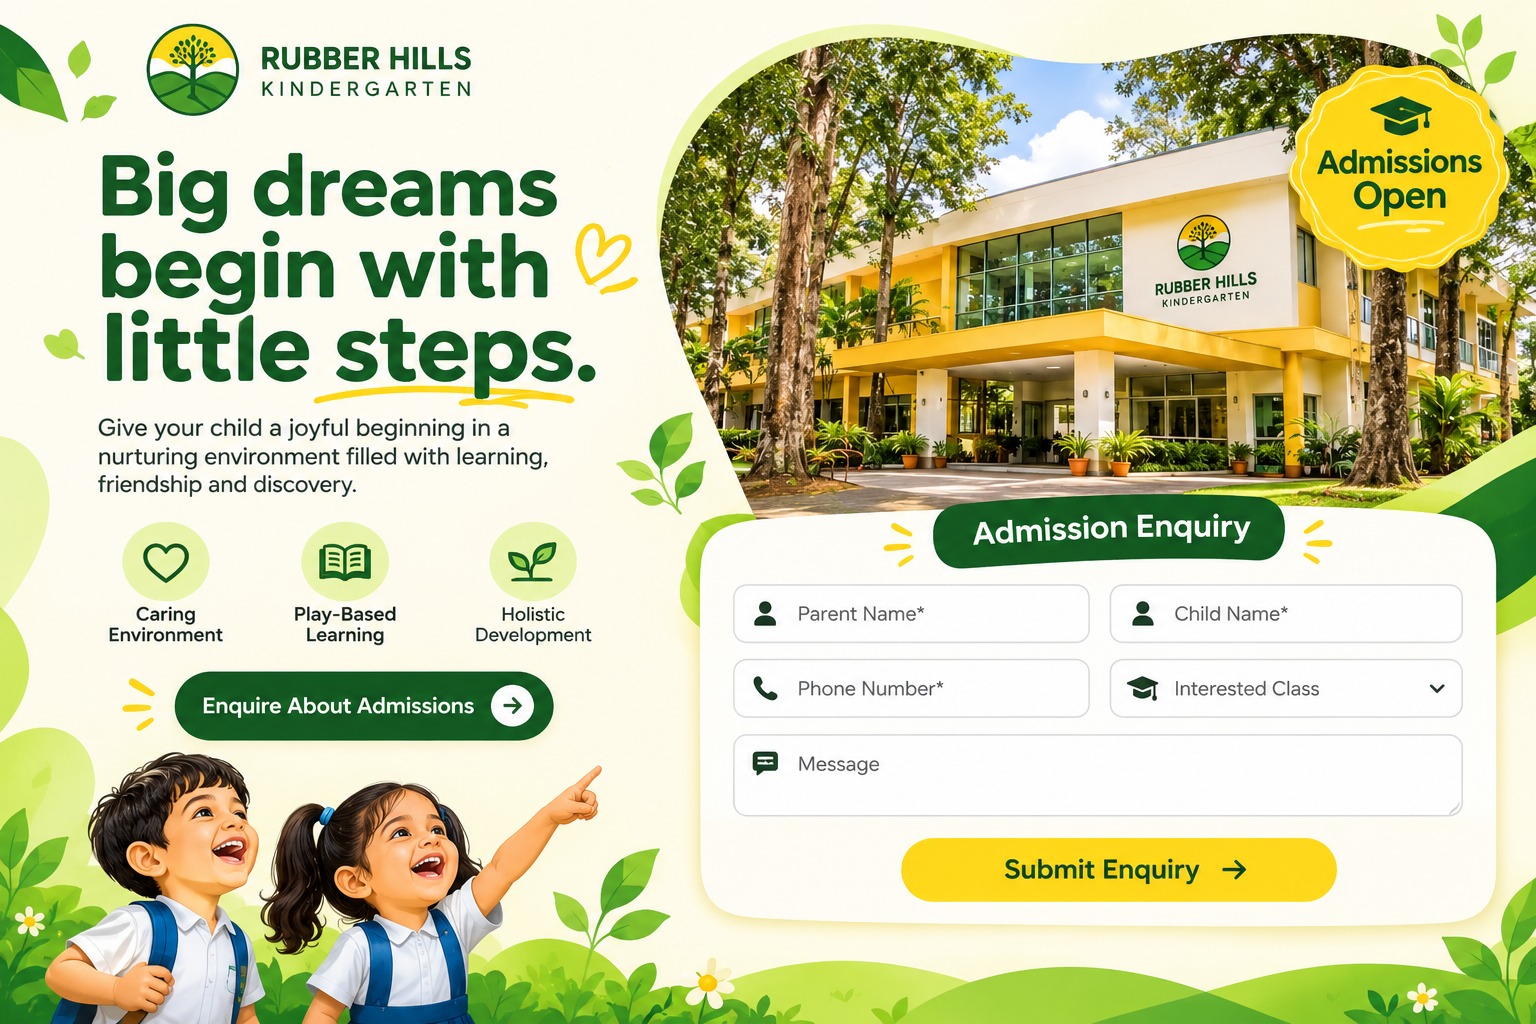 RUBBER HILLS
KINDERGARTEN
Big dreams
begin with
little steps.
Give your child a joyful beginning in a
nurturing environment filled with learning,
friendship and discovery.
Caring
Environment
Play-Based
Learning
Holistic
Development
Enquire About Admissions
Admissions
Open
RUBBER HILLS
KINDERGARTEN
Admission Enquiry
Parent Name*
Child Name*
Phone Number*
Interested Class
Message
Submit Enquiry